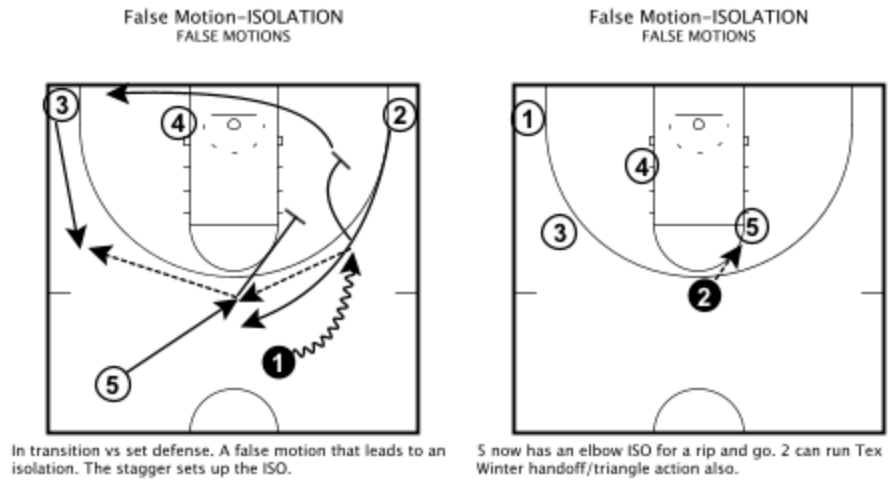 False Motion-ISOLATION
FALSE MOTIONS
3
4
2
5
1
In transition vs set defense. A false motion that leads to an
isolation. The stagger sets up the ISO.
False Motion-ISOLATION
FALSE MOTIONS
1
4
3
5
2
5 now has an elbow ISO for a rip and go. 2 can run Tex
Winter handoff/triangle action also.